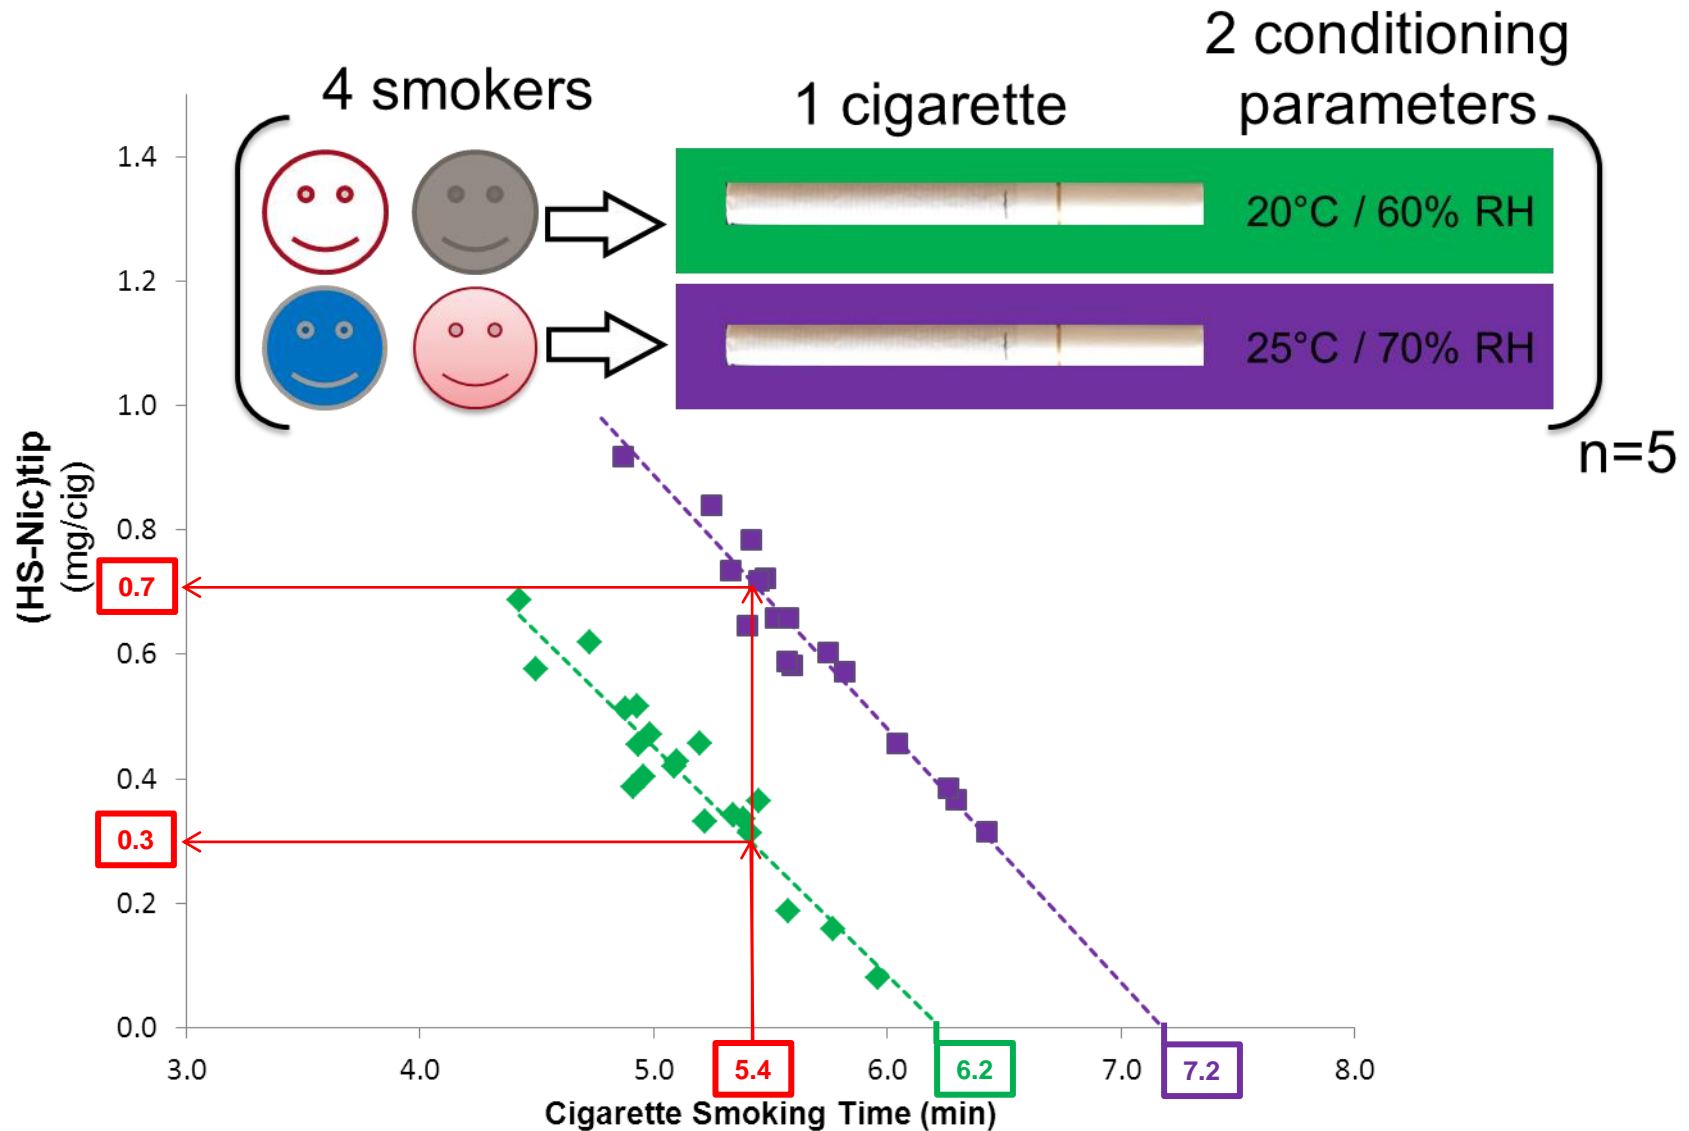 2 conditioning
parameters
4 smokers
1 cigarette
20°C / 60% RH
25°C / 70% RH
n=5
(HS-Nic)tip
(mg/cig)
1.4
1.2
1.0
0.8
0.7
0.6
0.4
0.3
0.2
0.0
3.0
4.0
5.0
5.4
6.0
6.2
7.0
7.2
8.0
Cigarette Smoking Time (min)